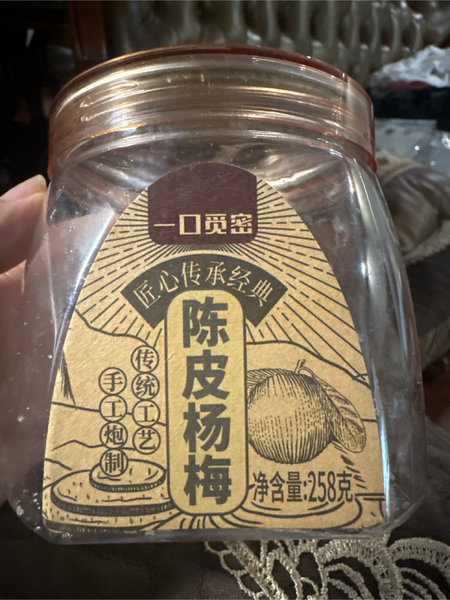 一口觅密
匠心传承经典
陈皮杨梅
传统工艺
手工炮制
净含量:258克